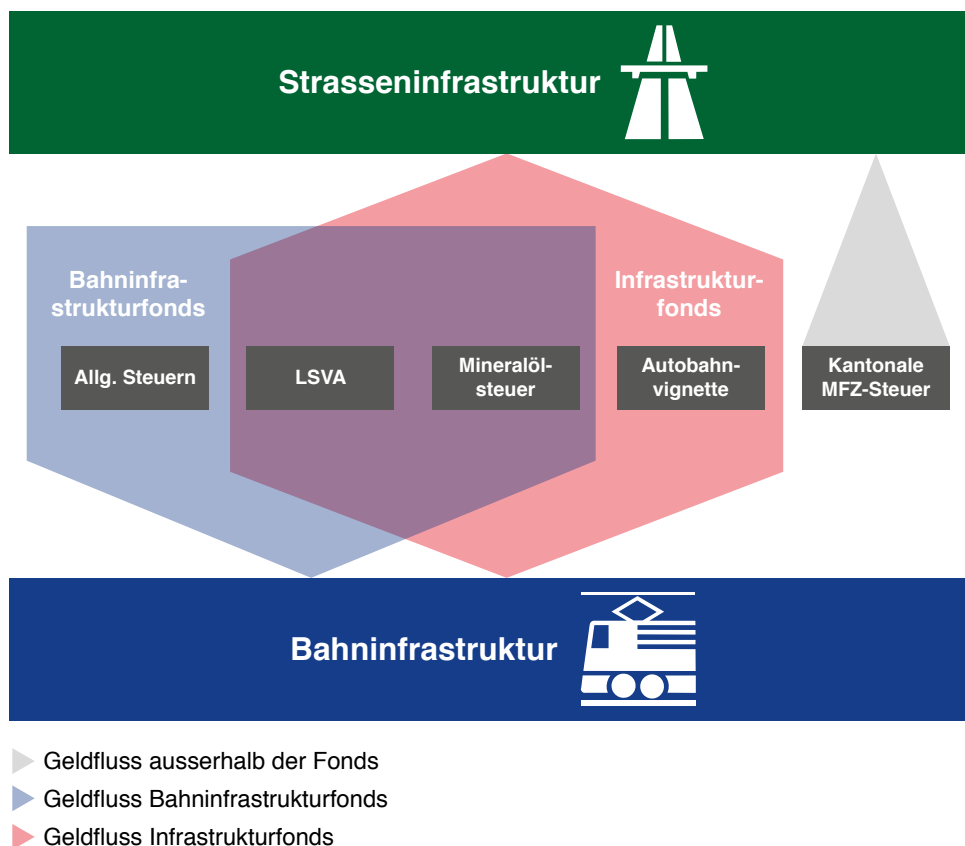 Strasseninfrastruktur
Bahninfra-
strukturfonds
Infrastruktur-
fonds
Allg. Steuern
LSVA
Mineralöl-
steuer
Autobahn-
vignette
Kantonale
MFZ-Steuer
Bahninfrastruktur
Geldfluss ausserhalb der Fonds
Geldfluss Bahninfrastrukturfonds
Geldfluss Infrastrukturfonds